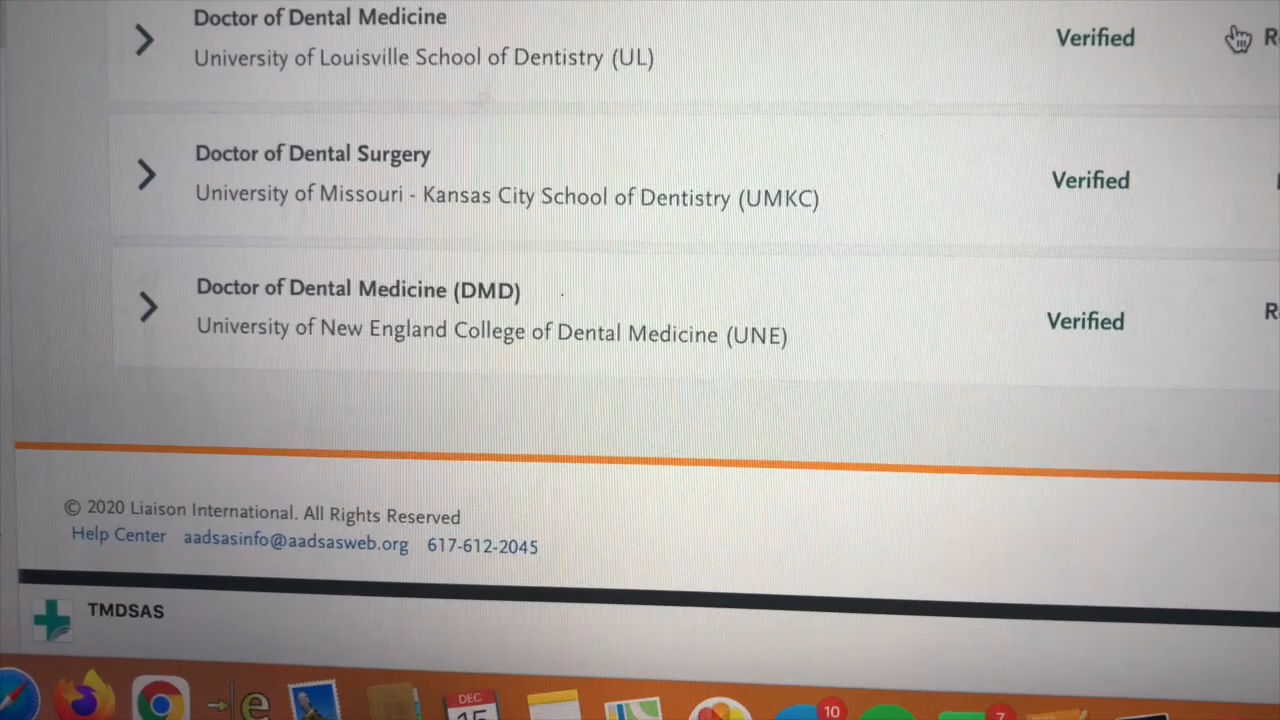 Doctor of Dental Medicine
University of Louisville School of Dentistry (UL)
Verified
Doctor of Dental Surgery
University of Missouri - Kansas City School of Dentistry (UMKC)
Verified
Doctor of Dental Medicine (DMD)
University of New England College of Dental Medicine (UNE)
Verified
© 2020 Liaison International. All Rights Reserved
Help Center aadsasinfo@aadsasweb.org 617-612-2045
TMDSAS
DEC
15
10
7